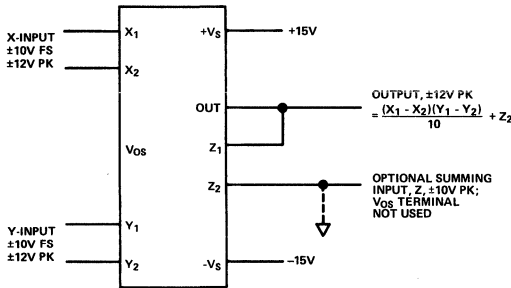 X-INPUT
±10V FS
±12V PK
X1
X2
+VS
+15V
OUT
OUTPUT, ±12V PK
= (X1 - X2)(Y1 - Y2) / 10 + Z2
Z1
VOS
Z2
OPTIONAL SUMMING
INPUT, Z, ±10V PK;
VOS TERMINAL
NOT USED
Y-INPUT
±10V FS
±12V PK
Y1
Y2
-VS
-15V